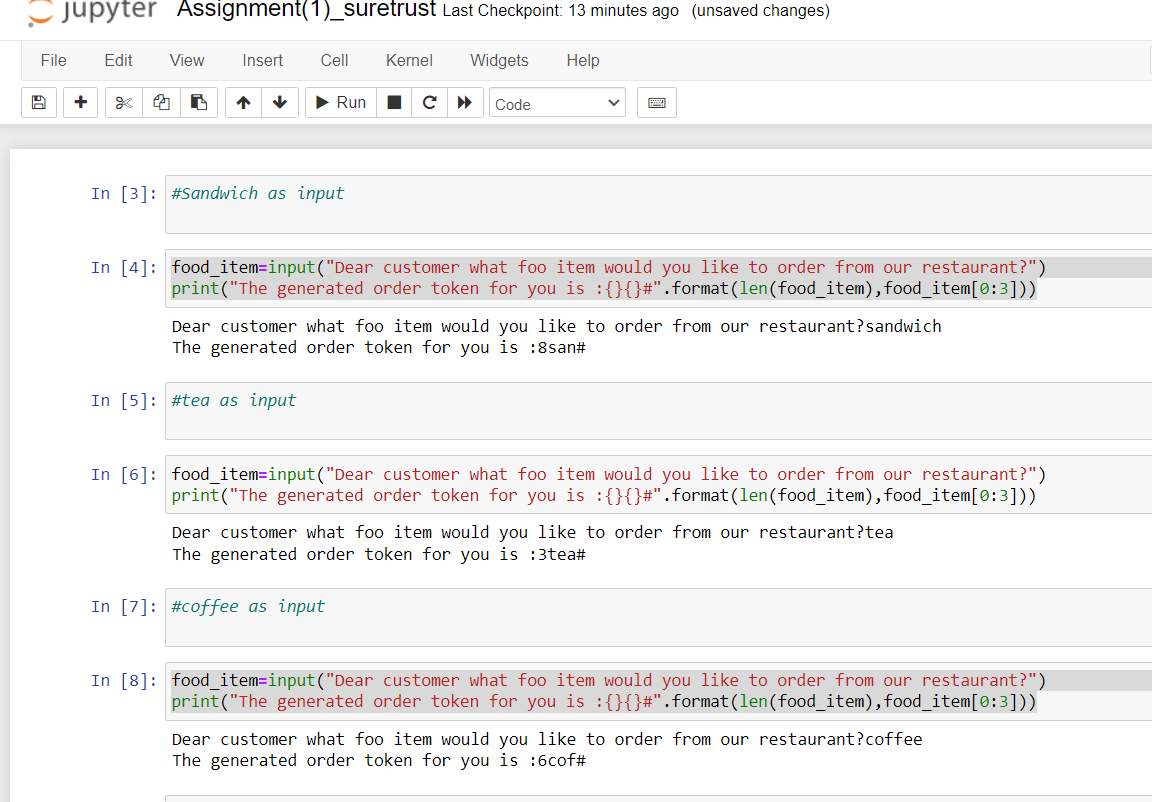 jupyter Assignment(1)_suretrust Last Checkpoint: 13 minutes ago (unsaved changes)
File Edit View Insert Cell Kernel Widgets Help
Run Code
In [3]: #Sandwich as input
In [4]: food_item=input("Dear customer what foo item would you like to order from our restaurant?")
print("The generated order token for you is :{}{}#".format(len(food_item),food_item[0:3]))
Dear customer what foo item would you like to order from our restaurant?sandwich
The generated order token for you is :8san#
In [5]: #tea as input
In [6]: food_item=input("Dear customer what foo item would you like to order from our restaurant?")
print("The generated order token for you is :{}{}#".format(len(food_item),food_item[0:3]))
Dear customer what foo item would you like to order from our restaurant?tea
The generated order token for you is :3tea#
In [7]: #coffee as input
In [8]: food_item=input("Dear customer what foo item would you like to order from our restaurant?")
print("The generated order token for you is :{}{}#".format(len(food_item),food_item[0:3]))
Dear customer what foo item would you like to order from our restaurant?coffee
The generated order token for you is :6cof#